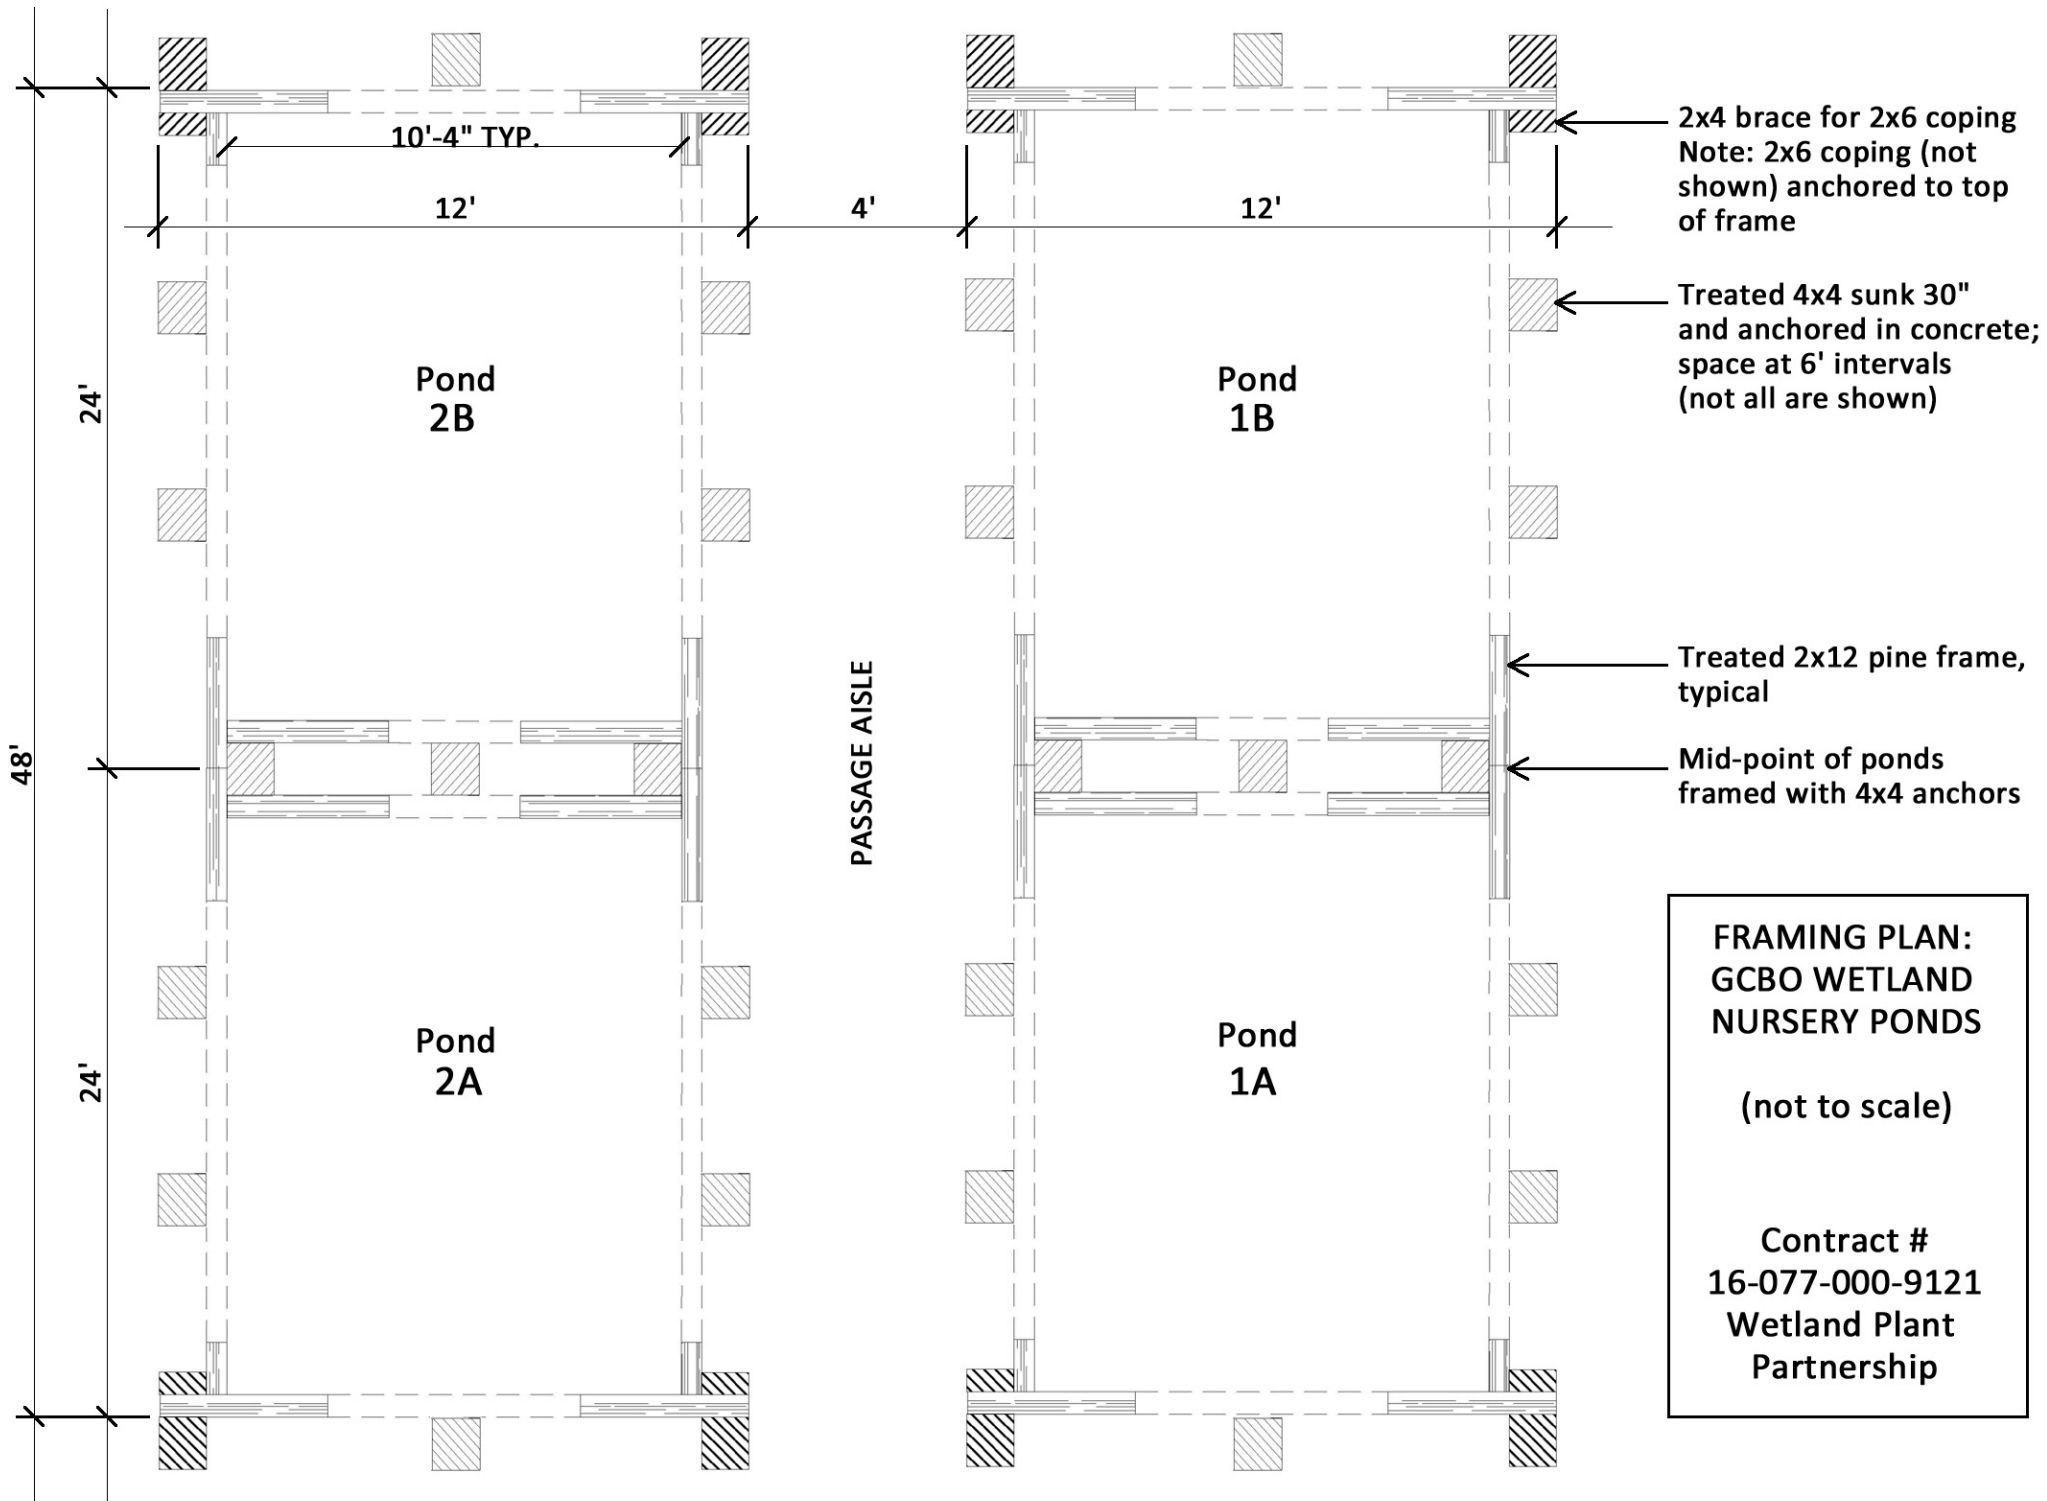 10'-4" TYP.
12'
4'
12'
24'
48'
24'
Pond
2B
Pond
1B
PASSAGE AISLE
Pond
2A
Pond
1A
2x4 brace for 2x6 coping
Note: 2x6 coping (not
shown) anchored to top
of frame
Treated 4x4 sunk 30"
and anchored in concrete;
space at 6' intervals
(not all are shown)
Treated 2x12 pine frame,
typical
Mid-point of ponds
framed with 4x4 anchors
FRAMING PLAN:
GCBO WETLAND
NURSERY PONDS
(not to scale)
Contract #
16-077-000-9121
Wetland Plant
Partnership